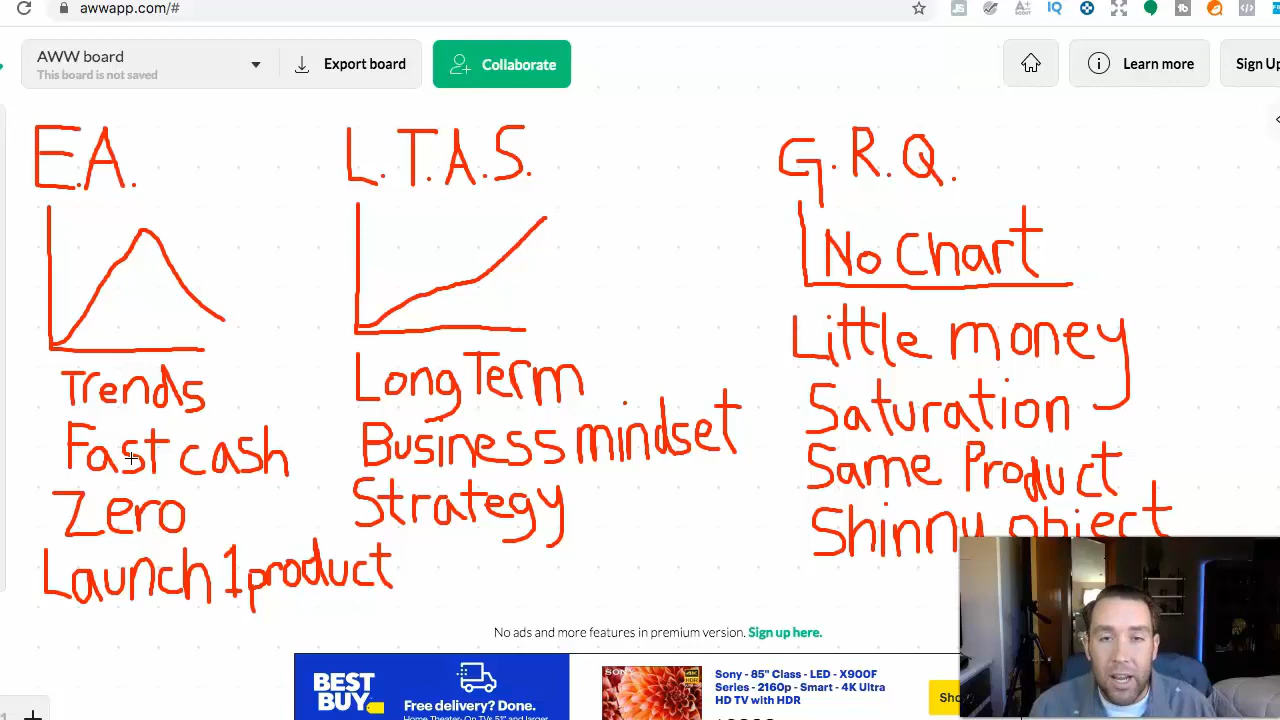 awwapp.com/#
AWW board
This board is not saved
Export board
Collaborate
Learn more
Sign Up
E.A.
Trends
Fast cash
Zero
Launch 1 product
L.T.A.S.
Long Term
Business mindset
Strategy
G.R.Q.
No Chart
Little money
Saturation
Same Product
Shinny object
No ads and more features in premium version. Sign up here.
BEST
BUY
Free delivery? Done.
SONY
4K
HDR
Sony - 85" Class - LED - X900F
Series - 2160p - Smart - 4K Ultra
HD TV with HDR